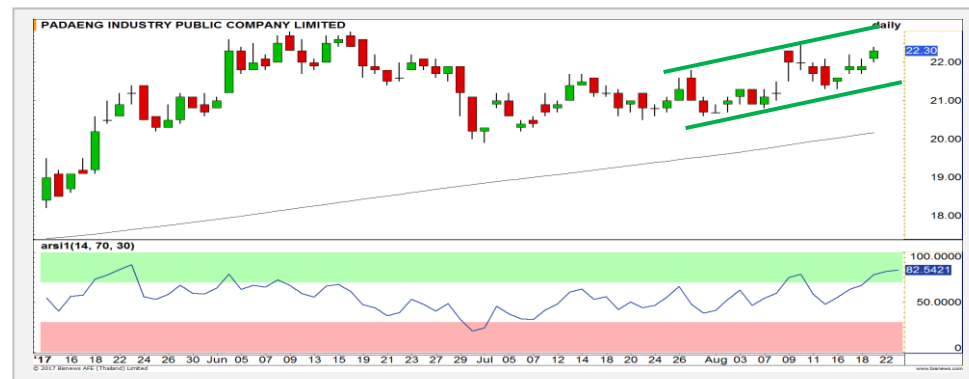 PADAENG INDUSTRY PUBLIC COMPANY LIMITED
daily
22.30
22.00
21.00
20.00
19.00
18.00
arsi1(14, 70, 30)
100.0000
82.5421
50.0000
0
'17 16 18 22 24 26 30 Jun 05 07 09 13 15 19 21 23 27 29 Jul 05 07 12 14 18 20 24 26 Aug 03 07 09 11 16 18 22
© 2017 Bisnews AFE (Thailand) Limited
www.bisnews.com